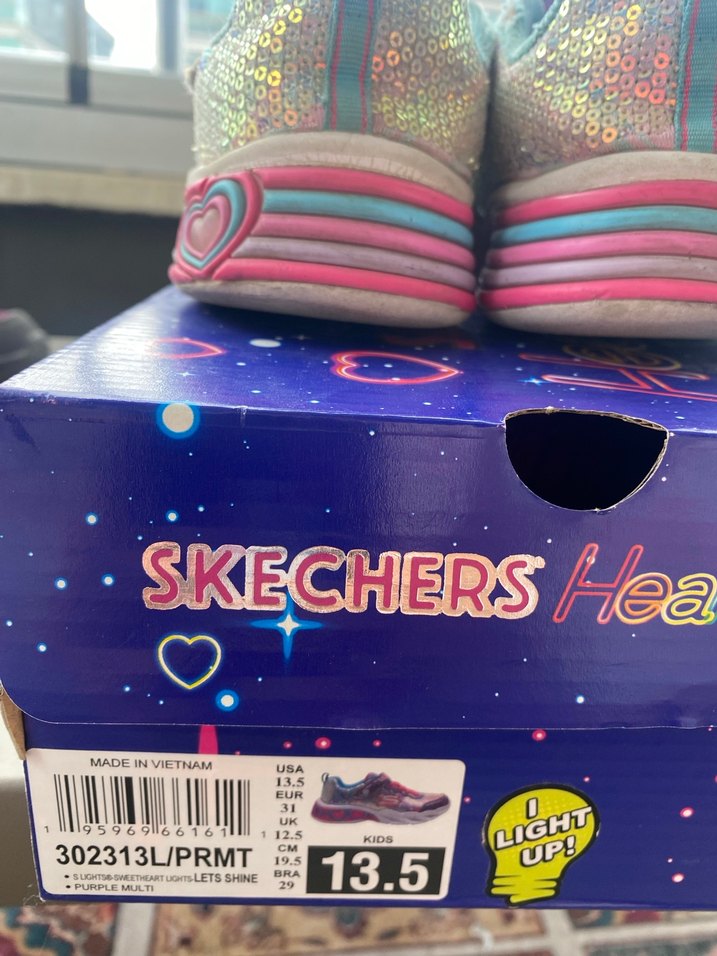 SKECHERS Hea
MADE IN VIETNAM
1 95969 66161 1
302313L/PRMT
• S LIGHTS®-SWEETHEART LIGHTS-LETS SHINE
• PURPLE MULTI
USA
13.5
EUR
31
UK
12.5
CM
19.5
BRA
29
KIDS
13.5
I
LIGHT
UP!